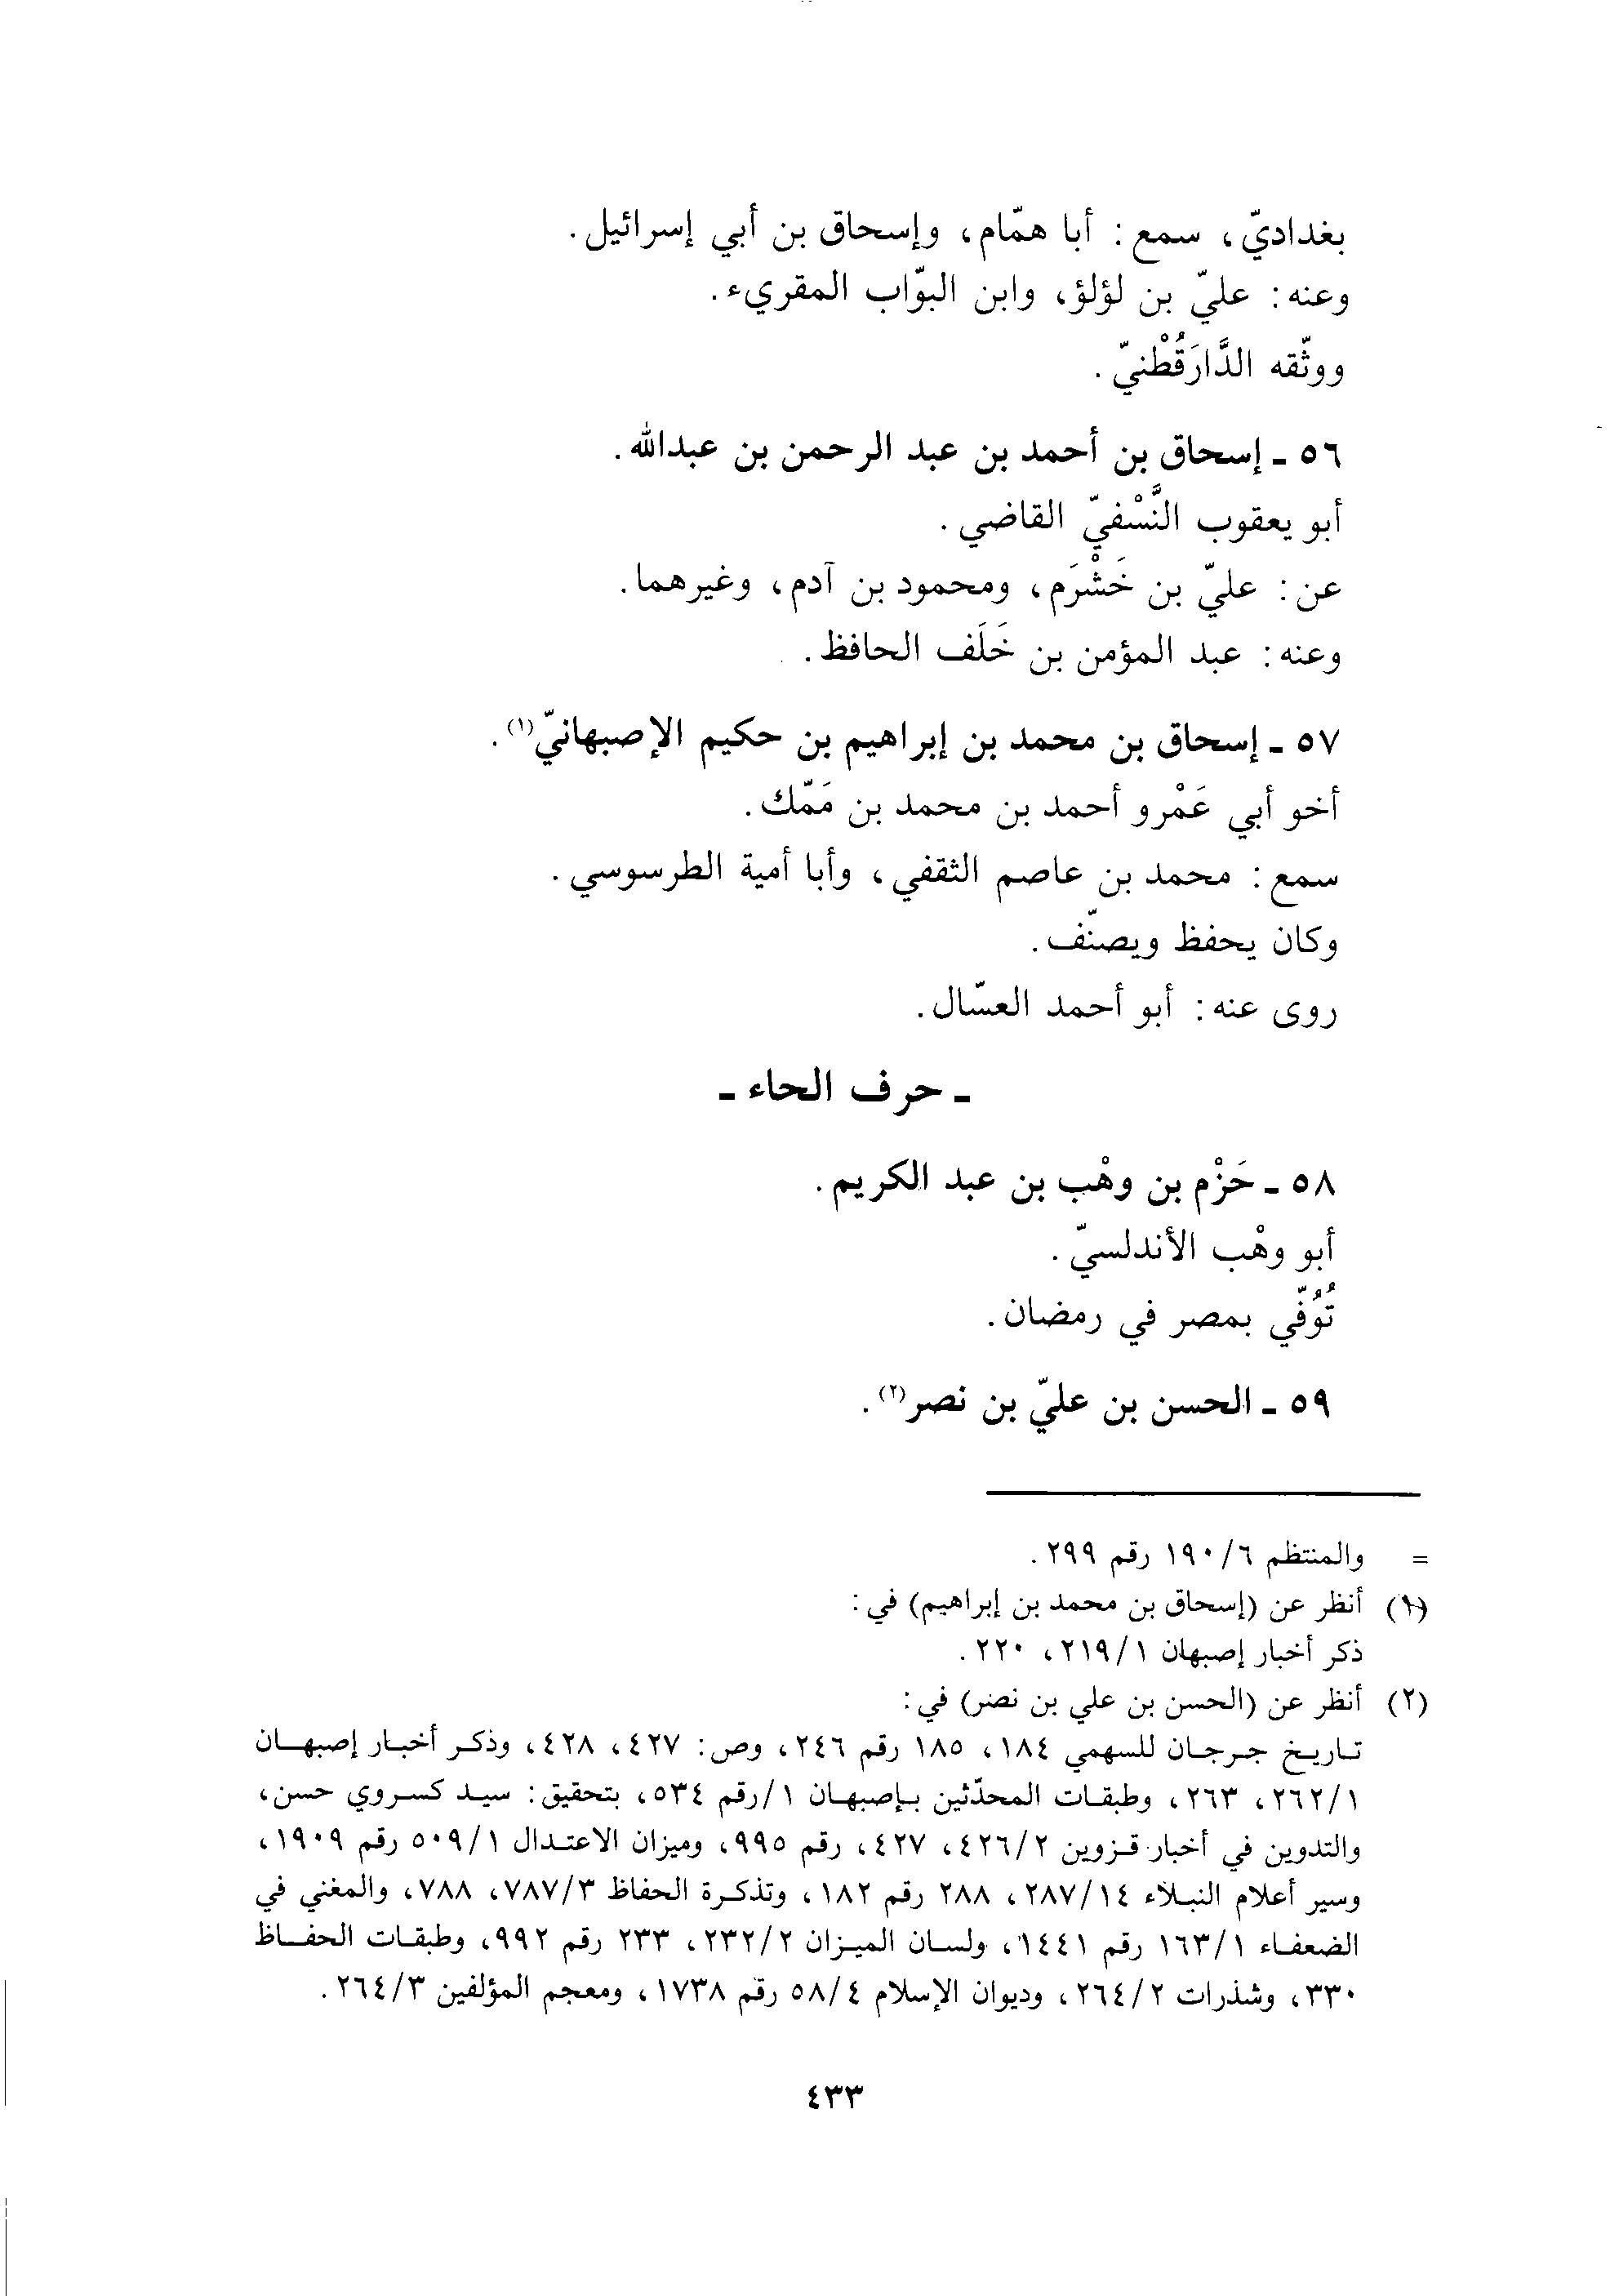 بغداديّ، سمع: أبا همّام، وإسحاق بن أبي إسرائيل.
وعنه: عليّ بن لؤلؤ، وابن البوّاب المقريء.
ووثّقه الدَّارَقُطْنيّ.
٥٦ ـ إسحاق بن أحمد بن عبد الرحمن بن عبدالله.
أبو يعقوب النَّسْفيّ القاضي.
عن: عليّ بن خَشْرَم، ومحمود بن آدم، وغيرهما.
وعنه: عبد المؤمن بن خَلَف الحافظ.
٥٧ ـ إسحاق بن محمد بن إبراهيم بن حكيم الإصبهانيّ(١).
أخو أبي عَمْرو أحمد بن محمد بن مَمّك.
سمع: محمد بن عاصم الثقفي، وأبا أمية الطرسوسي.
وكان يحفظ ويصنّف.
روى عنه: أبو أحمد العسّال.
ـ حرف الحاء ـ
٥٨ ـ حَزْم بن وهْب بن عبد الكريم.
أبو وهْب الأندلسيّ.
تُوُفّي بمصر في رمضان.
٥٩ ـ الحسن بن عليّ بن نصر(٢).
= والمنتظم ٦/ ١٩٠ رقم ٢٩٩.
(١) أنظر عن (إسحاق بن محمد بن إبراهيم) في:
ذكر أخبار إصبهان ١/ ٢١٩، ٢٢٠.
(٢) أنظر عن (الحسن بن علي بن نصر) في:
تاريخ جرجان للسهمي ١٨٤، ١٨٥ رقم ٢٤٦، وص: ٤٢٧، ٤٢٨، وذكر أخبار إصبهان
١/ ٢٦٢، ٢٦٣، وطبقات المحدّثين بإصبهان ١/رقم ٥٣٤، بتحقيق: سيد كسروي حسن،
والتدوين في أخبار قزوين ٢/ ٤٢٦، ٤٢٧، رقم ٩٩٥، وميزان الاعتدال ١/ ٥٠٩ رقم ١٩٠٩،
وسير أعلام النبلاء ١٤/ ٢٨٧، ٢٨٨ رقم ١٨٢، وتذكرة الحفاظ ٣/ ٧٨٧، ٧٨٨، والمغني في
الضعفاء ١/ ١٦٣ رقم ١٤٤١، ولسان الميزان ٢/ ٢٣٢، ٢٣٣ رقم ٩٩٢، وطبقات الحفاظ
٣٣٠، وشذرات ٢/ ٢٦٤، وديوان الإسلام ٤/ ٥٨ رقم ١٧٣٨، ومعجم المؤلفين ٣/ ٢٦٤.
٤٣٣